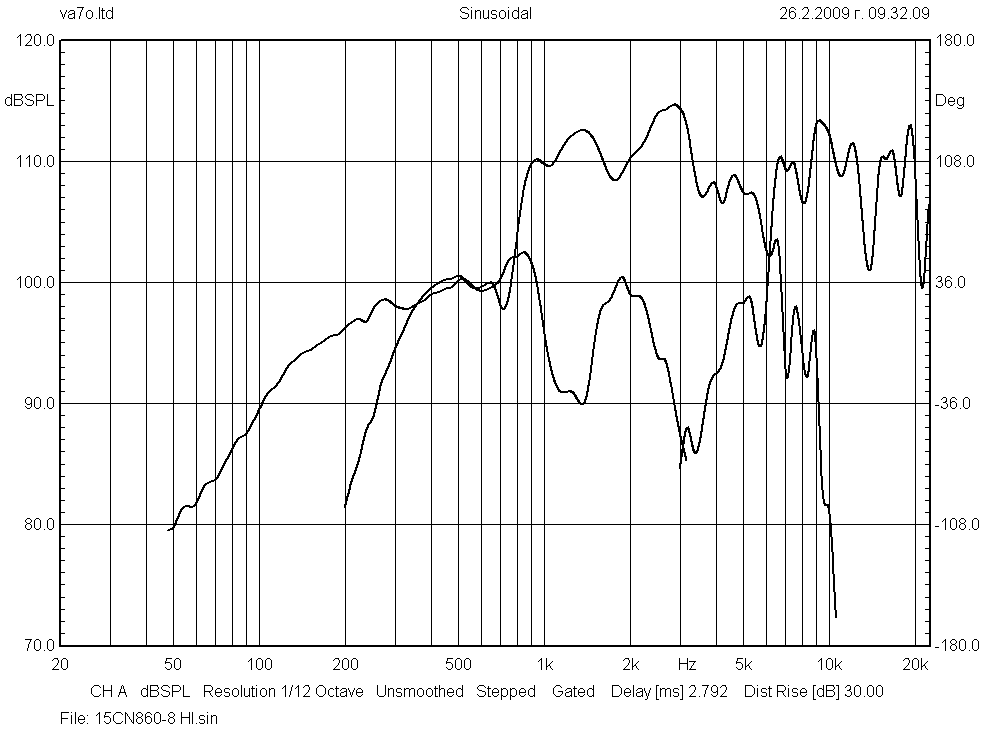 va7o.ltd Sinusoidal 26.2.2009 г. 09.32.09
120.0 180.0
dBSPL Deg
110.0 108.0
100.0 36.0
90.0 -36.0
80.0 -108.0
70.0 -180.0
20 50 100 200 500 1k 2k Hz 5k 10k 20k
CH A dBSPL Resolution 1/12 Octave Unsmoothed Stepped Gated Delay [ms] 2.792 Dist Rise [dB] 30.00
File: 15CN860-8 HI.sin